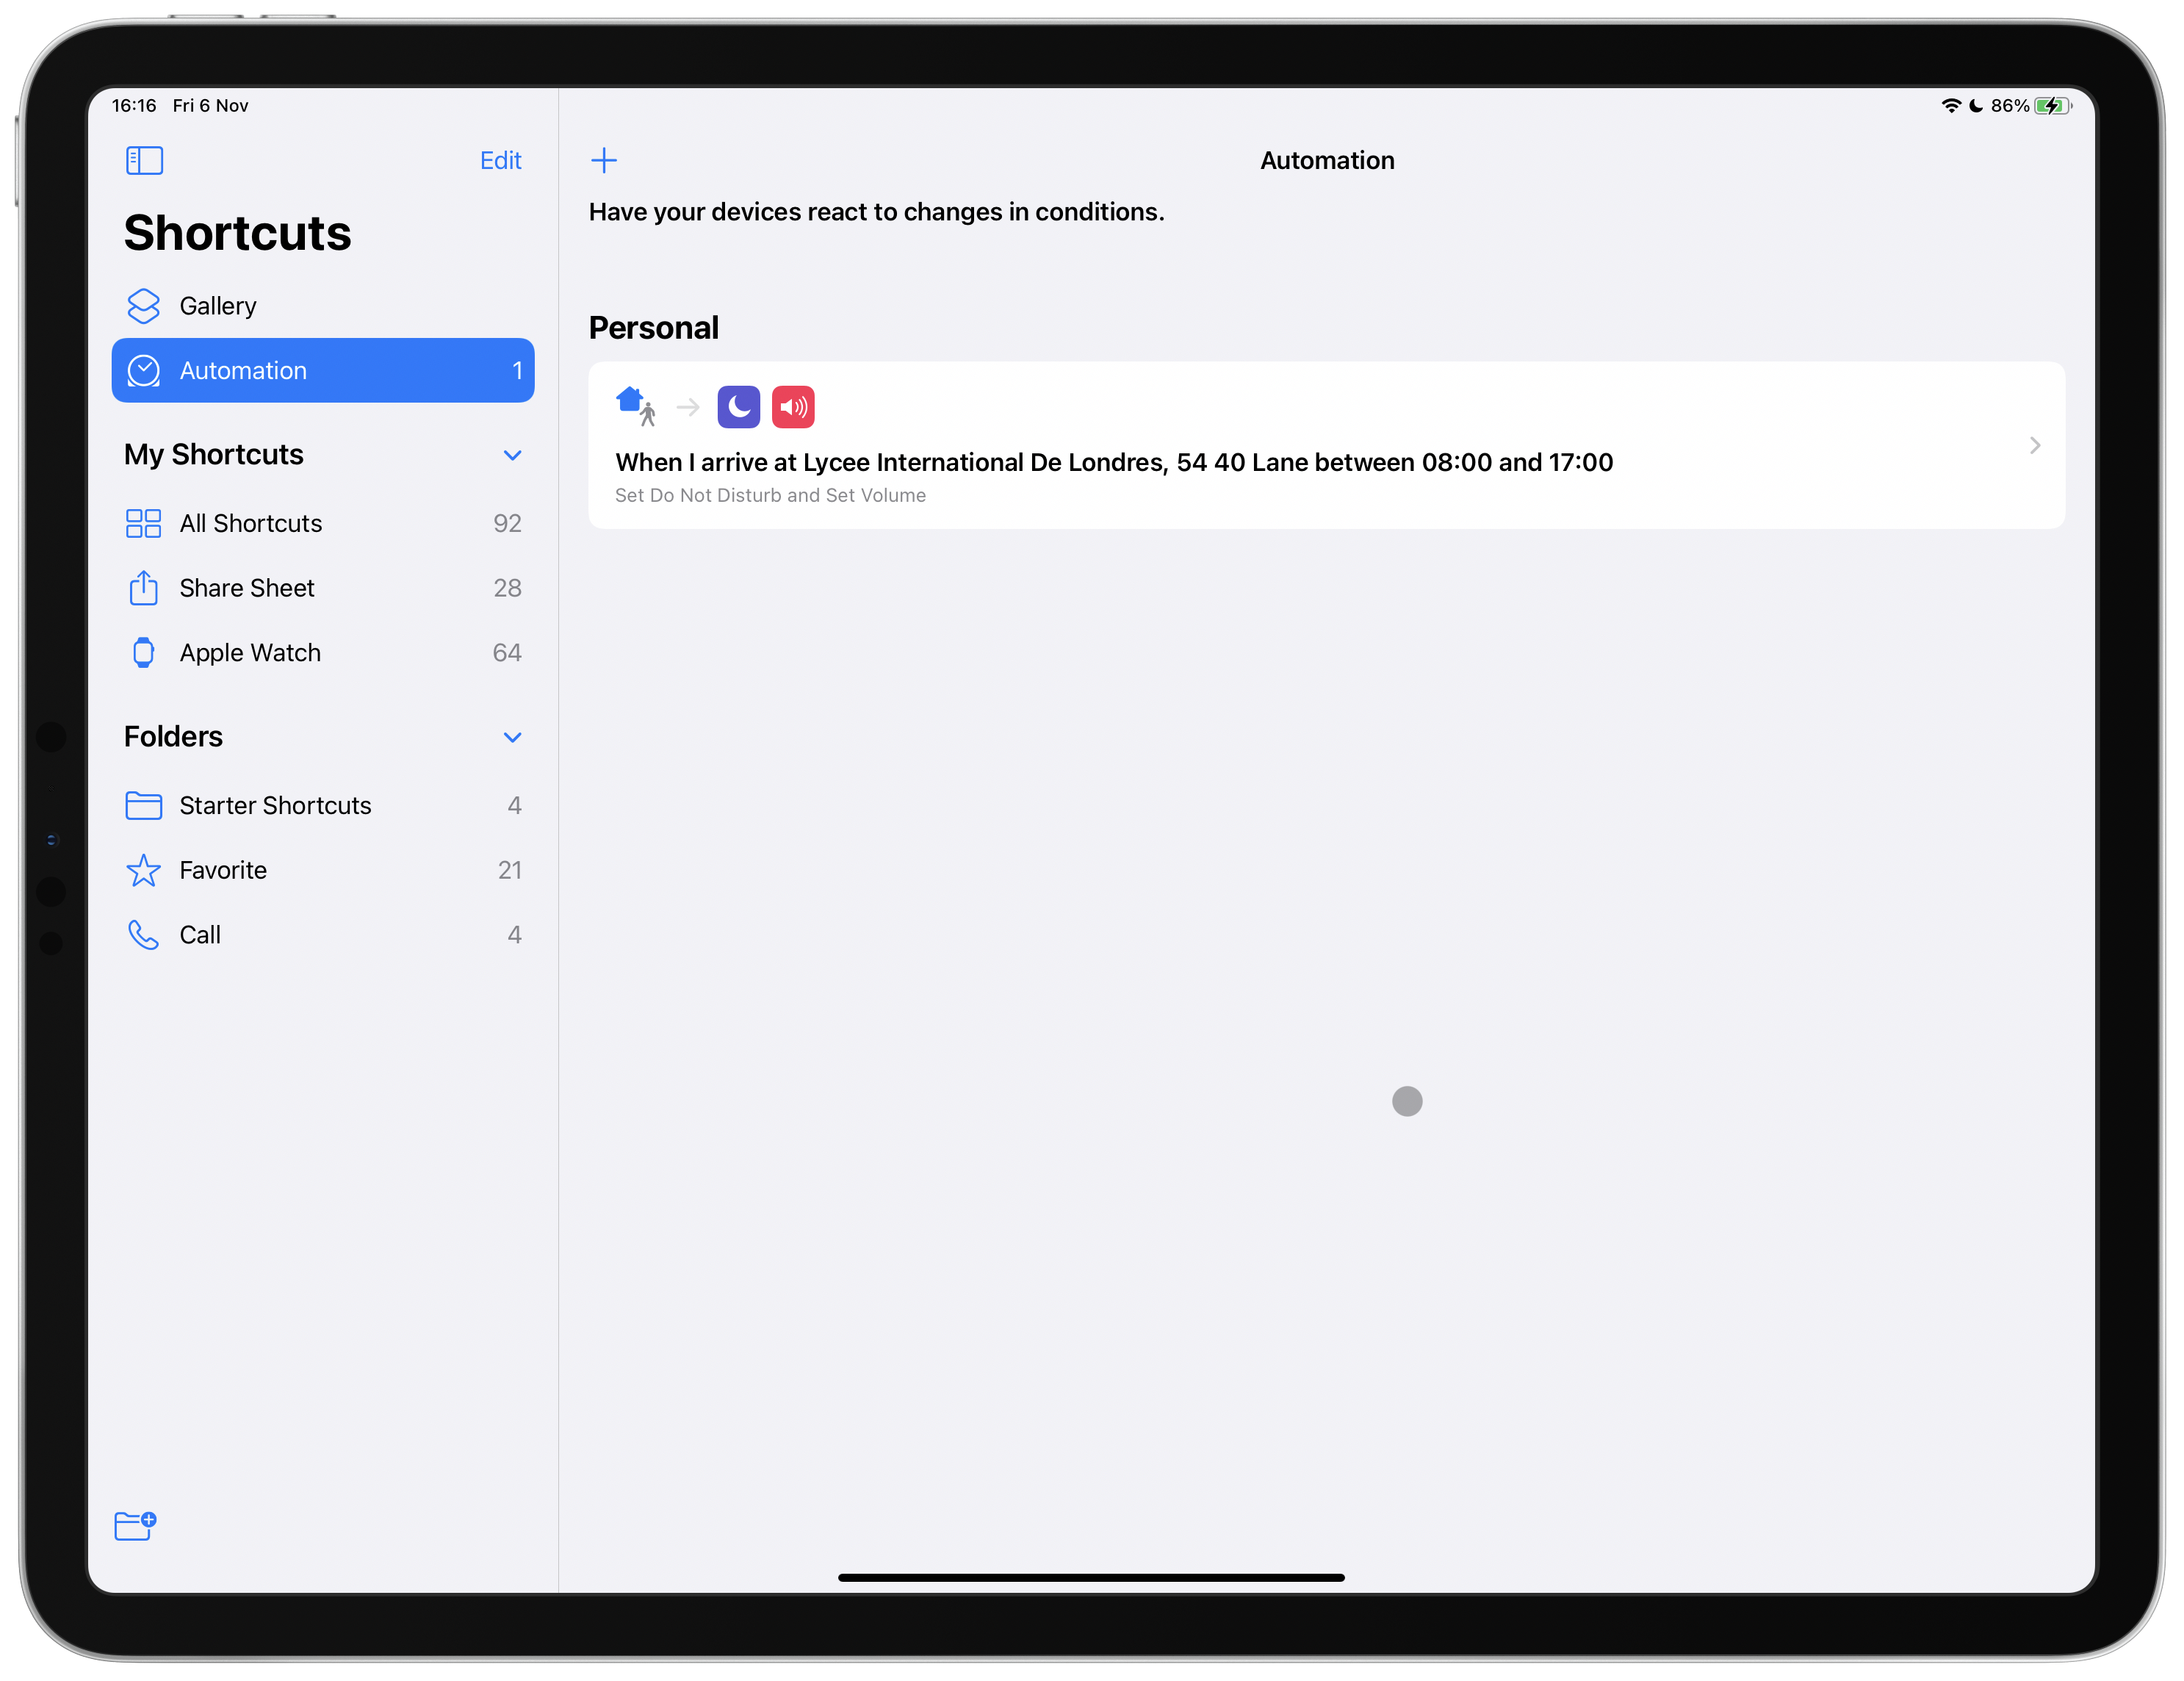 16:16 Fri 6 Nov
86%
Edit
Shortcuts
Gallery
Automation 1
My Shortcuts
All Shortcuts 92
Share Sheet 28
Apple Watch 64
Folders
Starter Shortcuts 4
Favorite 21
Call 4
Automation
Have your devices react to changes in conditions.
Personal
When I arrive at Lycee International De Londres, 54 40 Lane between 08:00 and 17:00
Set Do Not Disturb and Set Volume